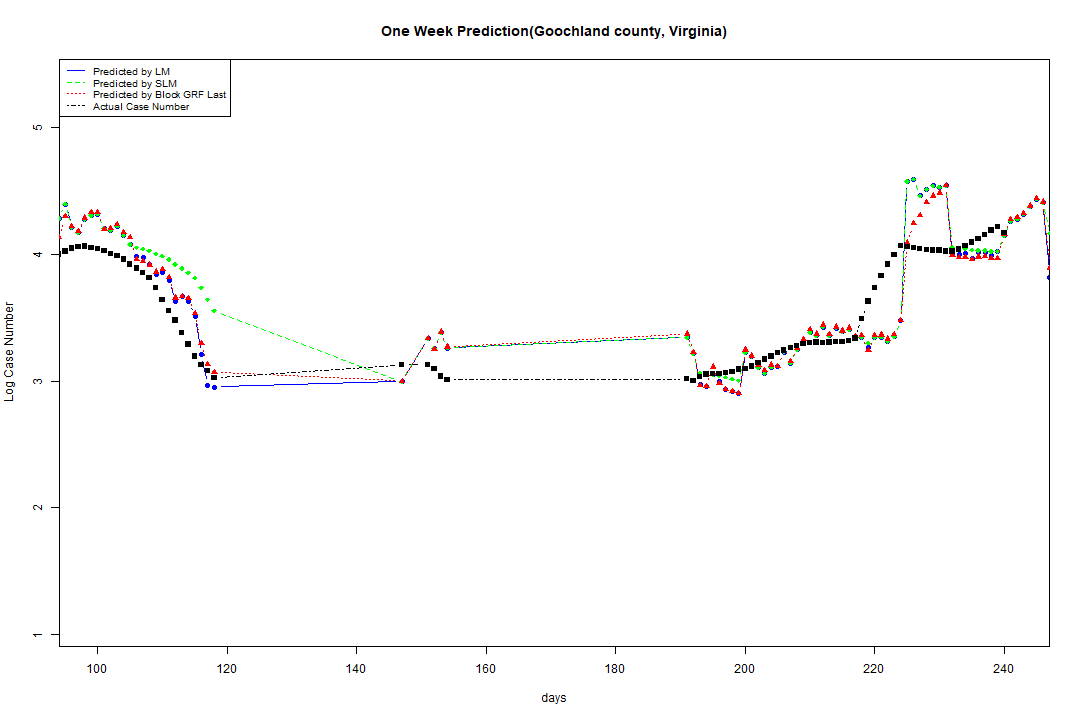 One Week Prediction(Goochland county, Virginia)
Predicted by LM
Predicted by SLM
Predicted by Block GRF Last
Actual Case Number
5
4
3
2
1
Log Case Number
100 120 140 160 180 200 220 240
days